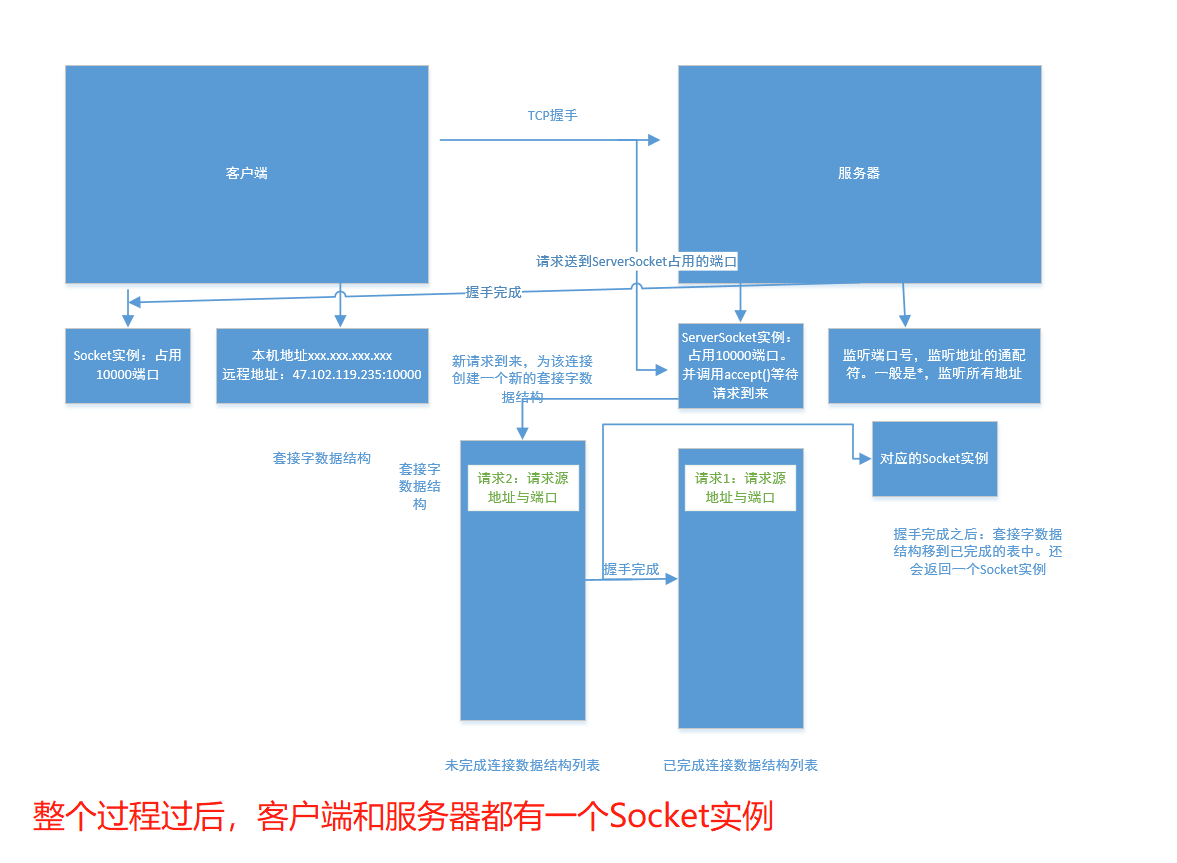 TCP握手
客户端
服务器
请求送到ServerSocket占用的端口
握手完成
Socket实例：占用
10000端口
本机地址xxx.xxx.xxx.xxx
远程地址：47.102.119.235:10000
新请求到来，为该连接
创建一个新的套接字数
据结构
ServerSocket实例：
占用10000端口。
并调用accept()等待
请求到来
监听端口号，监听地址的通配
符。一般是*，监听所有地址
套接字数据结构
套接字
数据结
构
请求2：请求源
地址与端口
请求1：请求源
地址与端口
对应的Socket实例
握手完成之后：套接字数据
结构移到已完成的表中。还
会返回一个Socket实例
握手完成
未完成连接数据结构列表
已完成连接数据结构列表
整个过程过后，客户端和服务器都有一个Socket实例